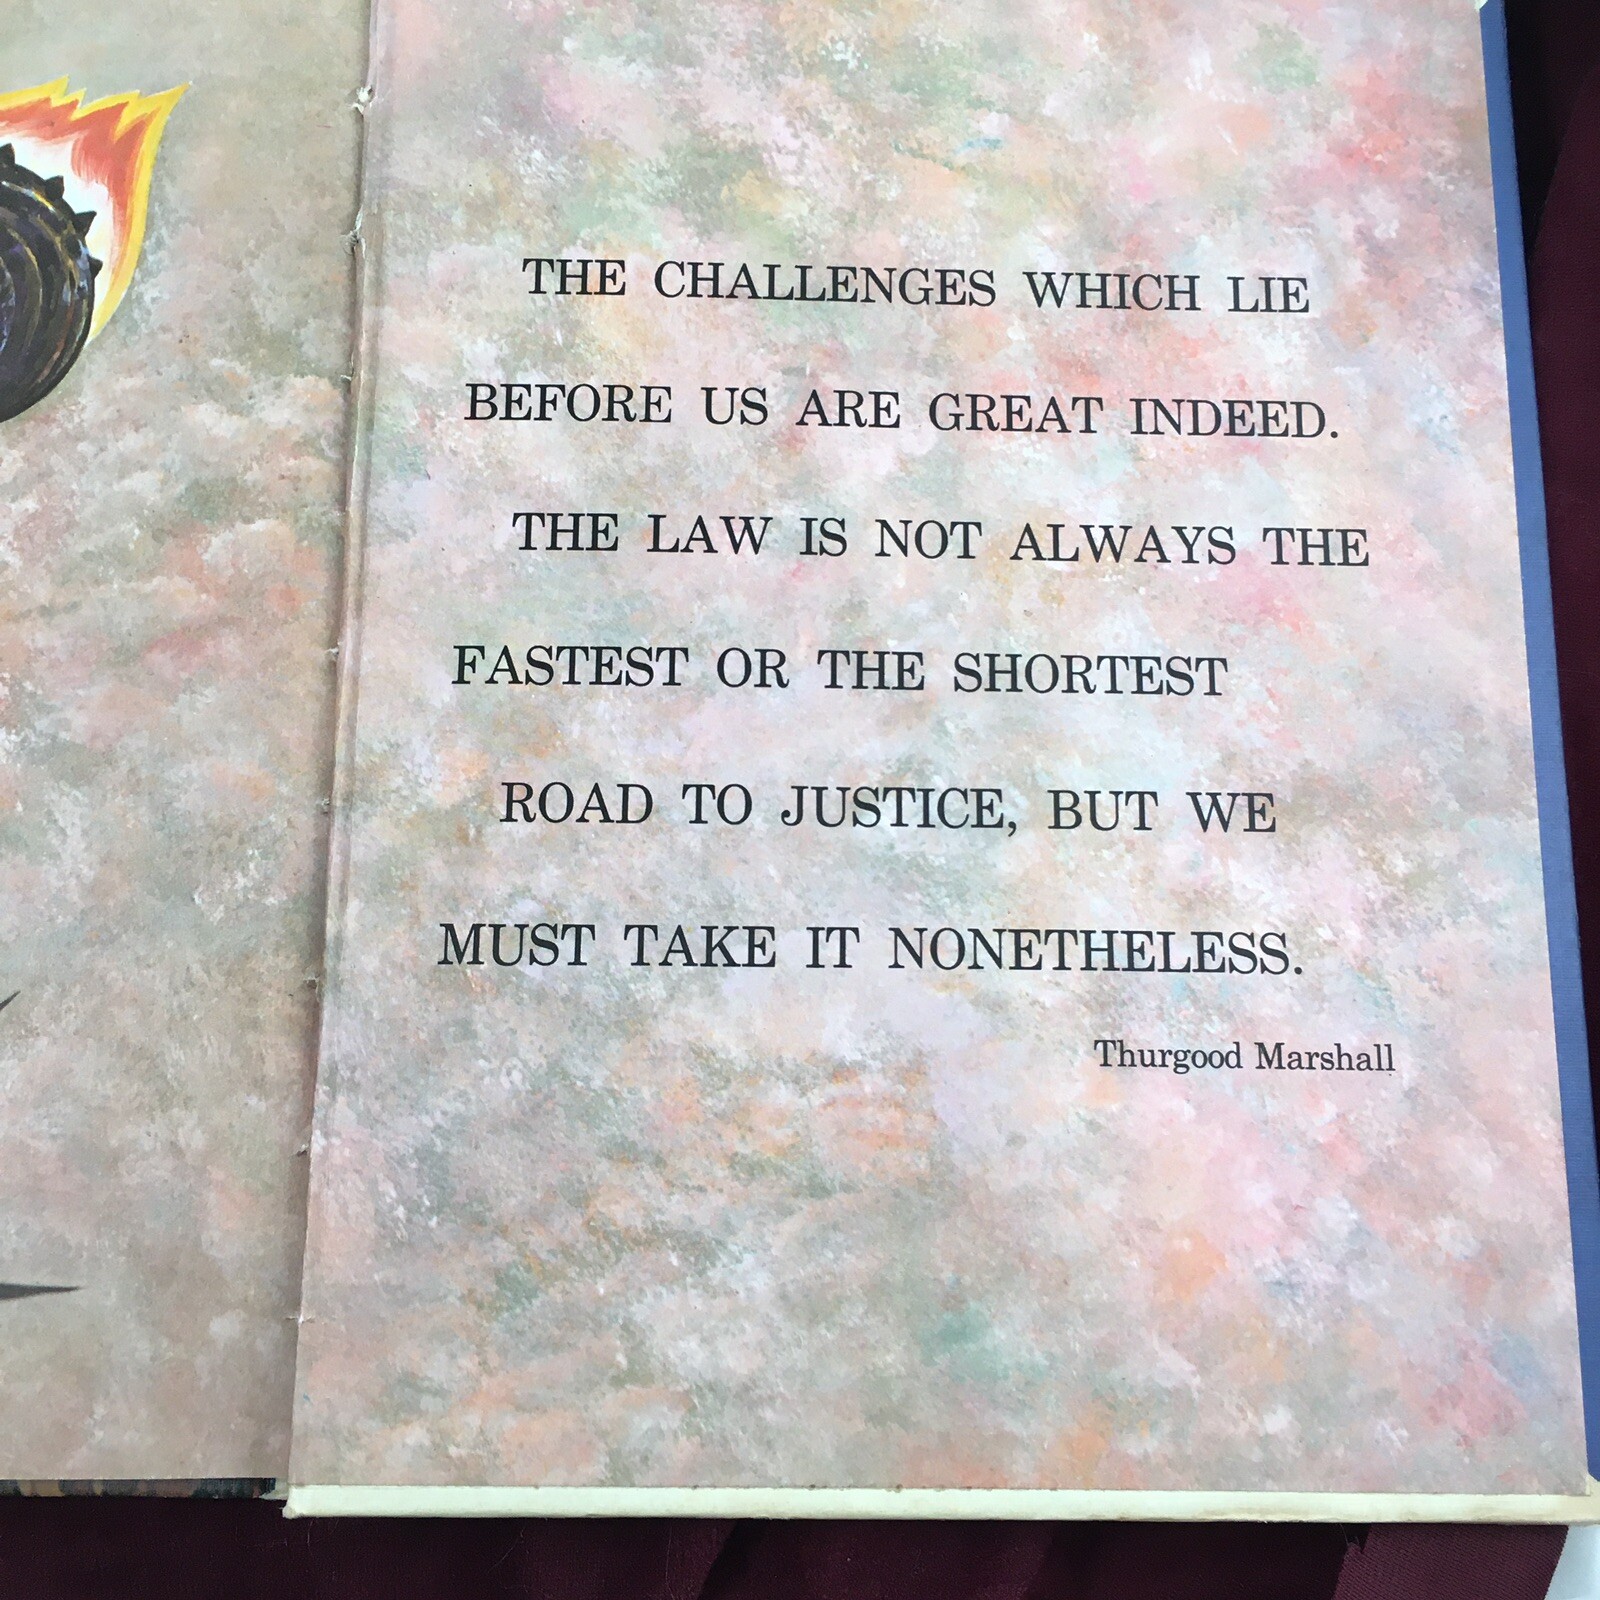 THE CHALLENGES WHICH LIE
BEFORE US ARE GREAT INDEED.
THE LAW IS NOT ALWAYS THE
FASTEST OR THE SHORTEST
ROAD TO JUSTICE, BUT WE
MUST TAKE IT NONETHELESS.
Thurgood Marshall